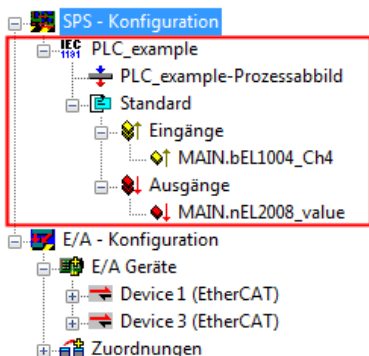 SPS - Konfiguration
IEC 1131 PLC_example
PLC_example-Prozessabbild
Standard
Eingänge
MAIN.bEL1004_Ch4
Ausgänge
MAIN.nEL2008_value
E/A - Konfiguration
E/A Geräte
Device 1 (EtherCAT)
Device 3 (EtherCAT)
Zuordnungen